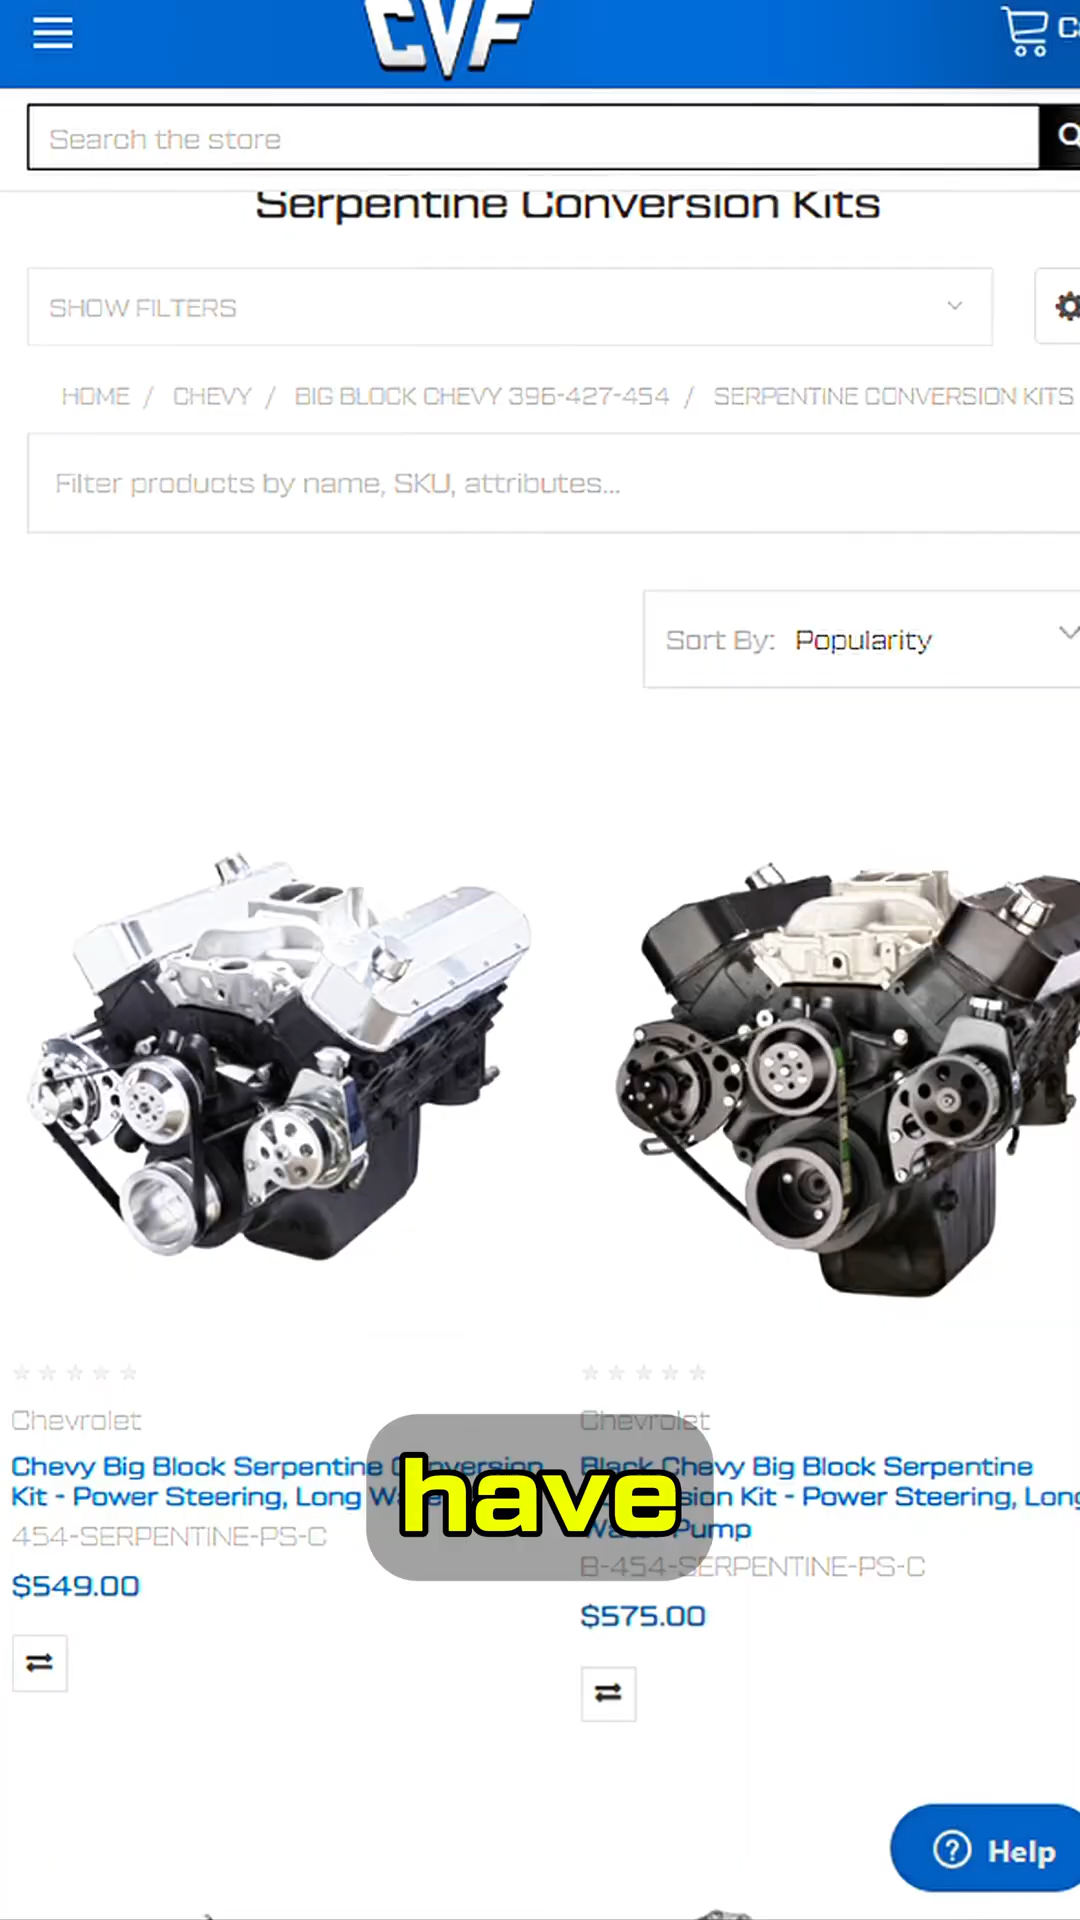 CVF
Search the store
Serpentine Conversion Kits
SHOW FILTERS
HOME / CHEVY / BIG BLOCK CHEVY 396-427-454 / SERPENTINE CONVERSION KITS
Filter products by name, SKU, attributes...
Sort By: Popularity
Chevrolet
Chevy Big Block Serpentine
Kit - Power Steering, Long
454-SERPENTINE-PS-C
$549.00
Chevrolet
Black Chevy Big Block Serpentine
Kit - Power Steering, Long
Water Pump
B-454-SERPENTINE-PS-C
$575.00
have
Help